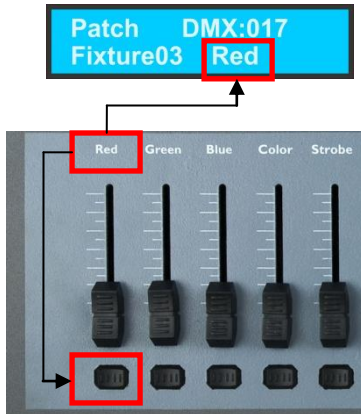 Patch DMX:017
Fixture03 Red
Red Green Blue Color Strobe